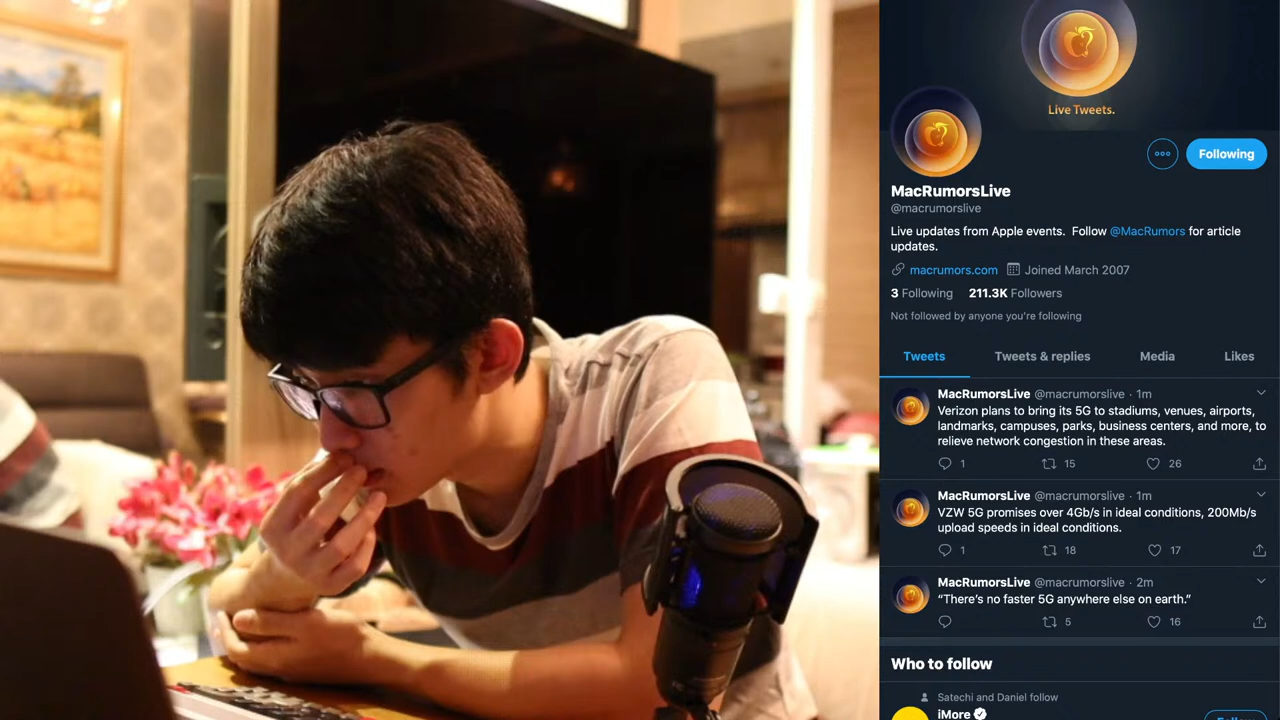 Live Tweets.
Following
MacRumorsLive
@macrumorslive
Live updates from Apple events. Follow @MacRumors for article
updates.
macrumors.com Joined March 2007
3 Following 211.3K Followers
Not followed by anyone you're following
Tweets Tweets & replies Media Likes
MacRumorsLive @macrumorslive · 1m
Verizon plans to bring its 5G to stadiums, venues, airports,
landmarks, campuses, parks, business centers, and more, to
relieve network congestion in these areas.
1 15 26
MacRumorsLive @macrumorslive · 1m
VZW 5G promises over 4Gb/s in ideal conditions, 200Mb/s
upload speeds in ideal conditions.
1 18 17
MacRumorsLive @macrumorslive · 2m
“There's no faster 5G anywhere else on earth.”
5 16
Who to follow
Satechi and Daniel follow
iMore
Follow